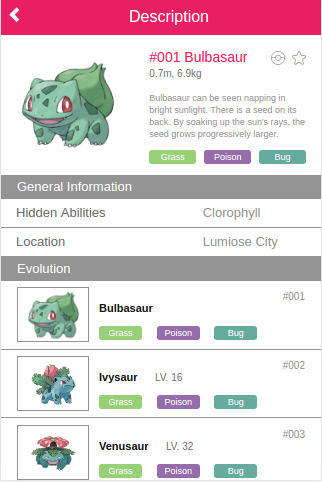 Description
#001 Bulbasaur
0.7m, 6.9kg
Bulbasaur can be seen napping in
bright sunlight. There is a seed on its
back. By soaking up the sun's rays, the
seed grows progressively larger.
Grass Poison Bug
General Information
Hidden Abilities Clorophyll
Location Lumiose City
Evolution
#001
Bulbasaur
Grass Poison Bug
#002
Ivysaur LV. 16
Grass Poison Bug
#003
Venusaur LV. 32
Grass Poison Bug